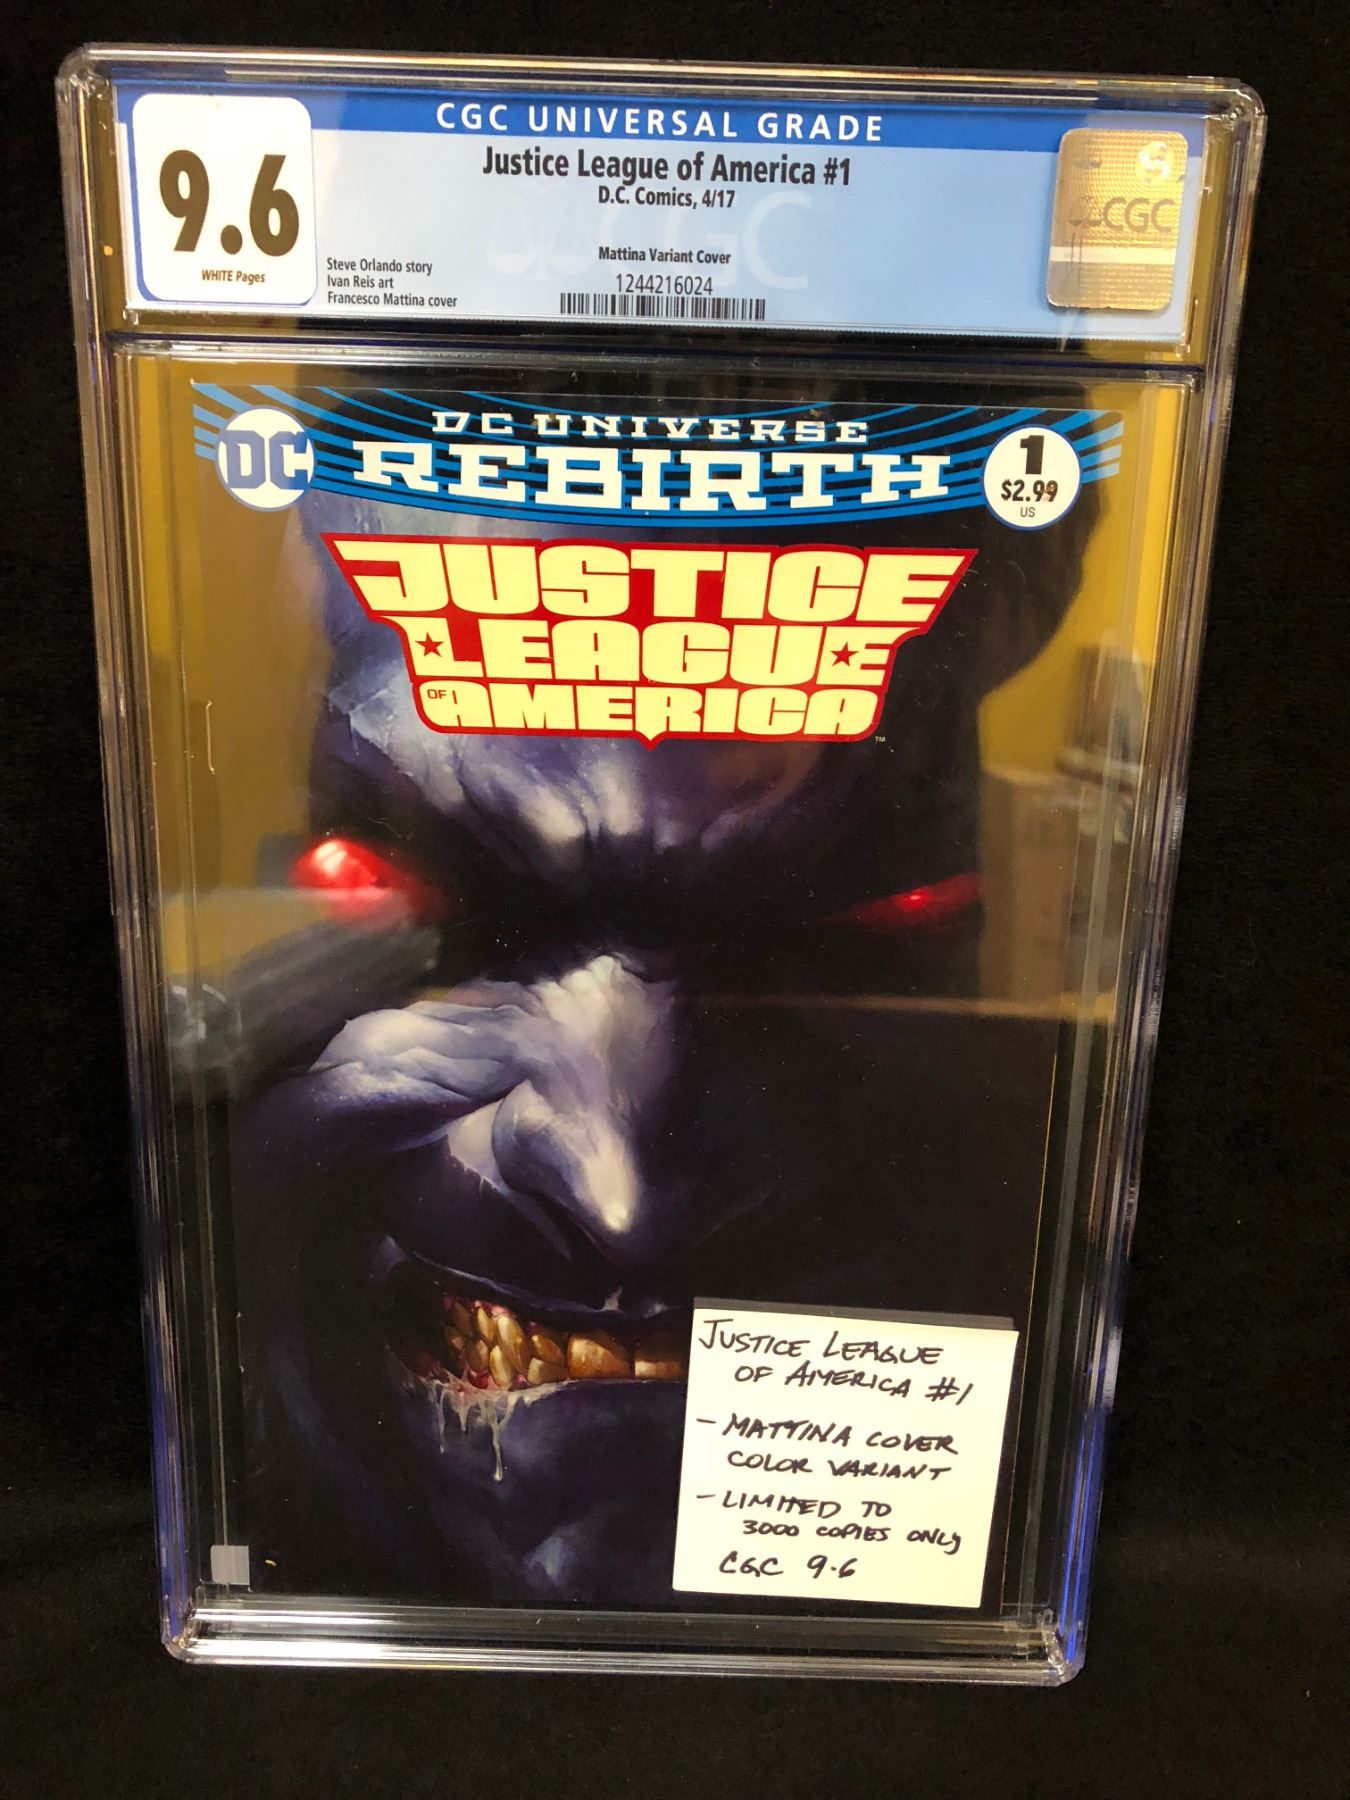 CGC UNIVERSAL GRADE
9.6
WHITE Pages
Justice League of America #1
D.C. Comics, 4/17
Mattina Variant Cover
1244216024
Steve Orlando story
Ivan Reis art
Francesco Mattina cover
CGC
CGC
DC
DC UNIVERSE
REBIRTH
1
$2.99
US
JUSTICE
LEAGUE
OF AMERICA
TM
JUSTICE LEAGUE
OF AMERICA #1
- MATTINA COVER
COLOR VARIANT
- LIMITED TO
3000 COPIES ONLY
CGC 9.6